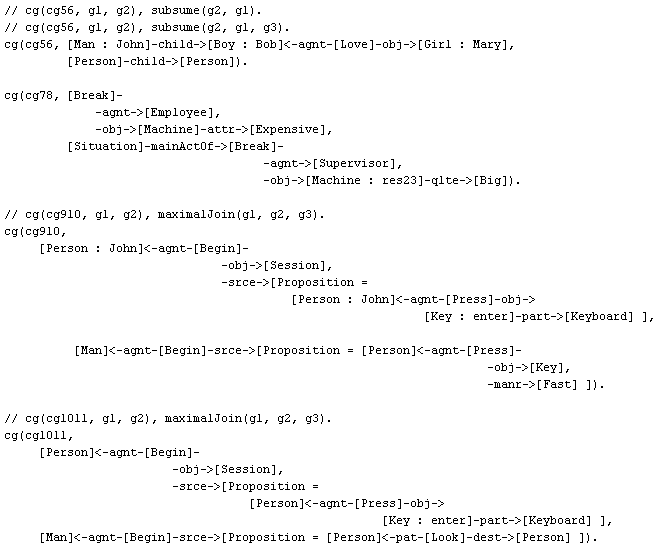 // cg(cg56, g1, g2), subsume(g2, g1).
// cg(cg56, g1, g2), subsume(g2, g1, g3).
cg(cg56, [Man : John]-child->[Boy : Bob]<-agnt-[Love]-obj->[Girl : Mary],
         [Person]-child->[Person]).

cg(cg78, [Break]-
             -agnt->[Employee],
             -obj->[Machine]-attr->[Expensive],
         [Situation]-mainActOf->[Break]-
                                     -agnt->[Supervisor],
                                     -obj->[Machine : res23]-qlte->[Big]).

// cg(cg910, g1, g2), maximalJoin(g1, g2, g3).
cg(cg910,
     [Person : John]<-agnt-[Begin]-
                               -obj->[Session],
                               -srce->[Proposition =
                                         [Person : John]<-agnt-[Press]-obj->
                                                            [Key : enter]-part->[Keyboard] ],

          [Man]<-agnt-[Begin]-srce->[Proposition = [Person]<-agnt-[Press]-
                                                                     -obj->[Key],
                                                                     -manr->[Fast] ]).

// cg(cg1011, g1, g2), maximalJoin(g1, g2, g3).
cg(cg1011,
     [Person]<-agnt-[Begin]-
                        -obj->[Session],
                        -srce->[Proposition =
                                   [Person]<-agnt-[Press]-obj->
                                                      [Key : enter]-part->[Keyboard] ],
     [Man]<-agnt-[Begin]-srce->[Proposition = [Person]<-pat-[Look]-dest->[Person] ]).